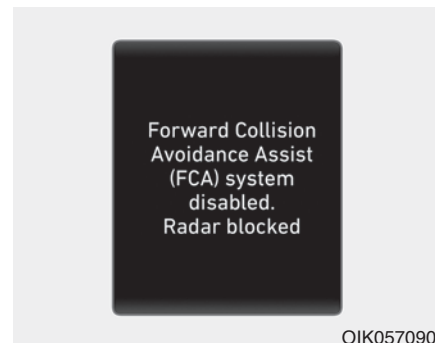 Forward Collision
Avoidance Assist
(FCA) system
disabled.
Radar blocked
OIK057090